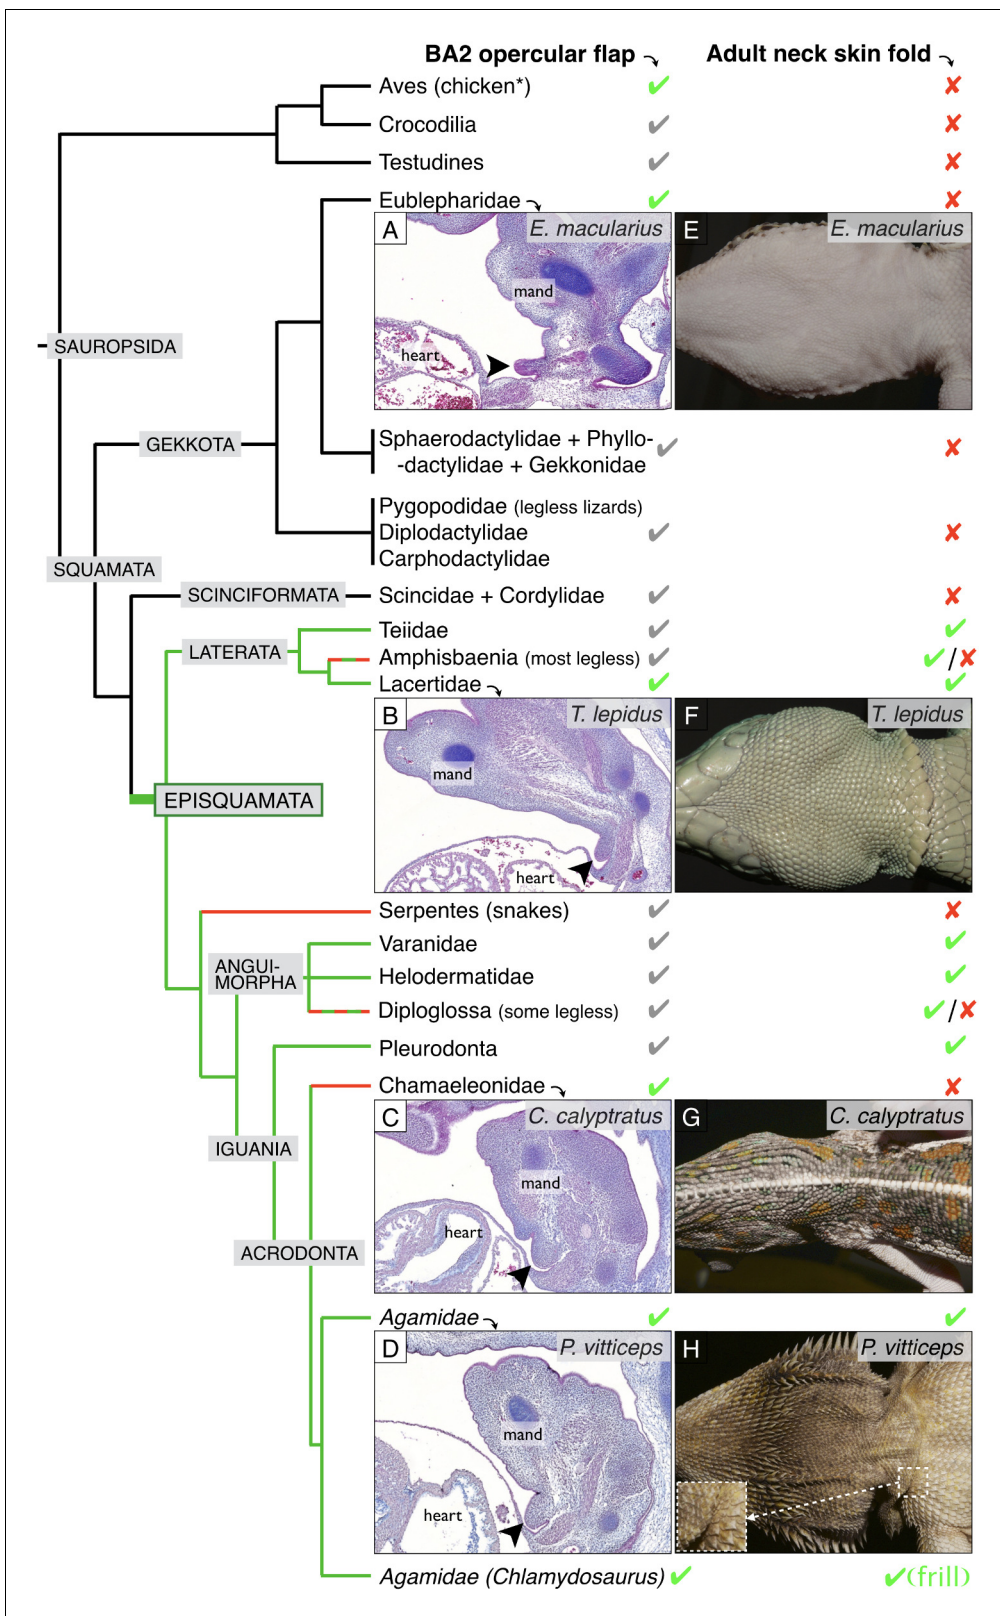 BA2 opercular flap
Adult neck skin fold
Aves (chicken*)
Crocodilia
Testudines
Eublepharidae
A
E. macularius
mand
heart
E
E. macularius
SAUROPSIDA
GEKKOTA
Sphaerodactylidae + Phyllo-
-dactylidae + Gekkonidae
Pygopodidae (legless lizards)
Diplodactylidae
Carphodactylidae
SQUAMATA
SCINCIFORMATA
Scincidae + Cordylidae
Teiidae
LATERATA
Amphisbaenia (most legless)
/
Lacertidae
B
T. lepidus
mand
heart
F
T. lepidus
EPISQUAMATA
Serpentes (snakes)
Varanidae
ANGUI-
MORPHA
Helodermatidae
Diploglossa (some legless)
/
Pleurodonta
Chamaeleonidae
C
C. calyptratus
mand
heart
G
C. calyptratus
IGUANIA
ACRODONTA
Agamidae
D
P. vitticeps
mand
heart
H
P. vitticeps
Agamidae (Chlamydosaurus)
(frill)